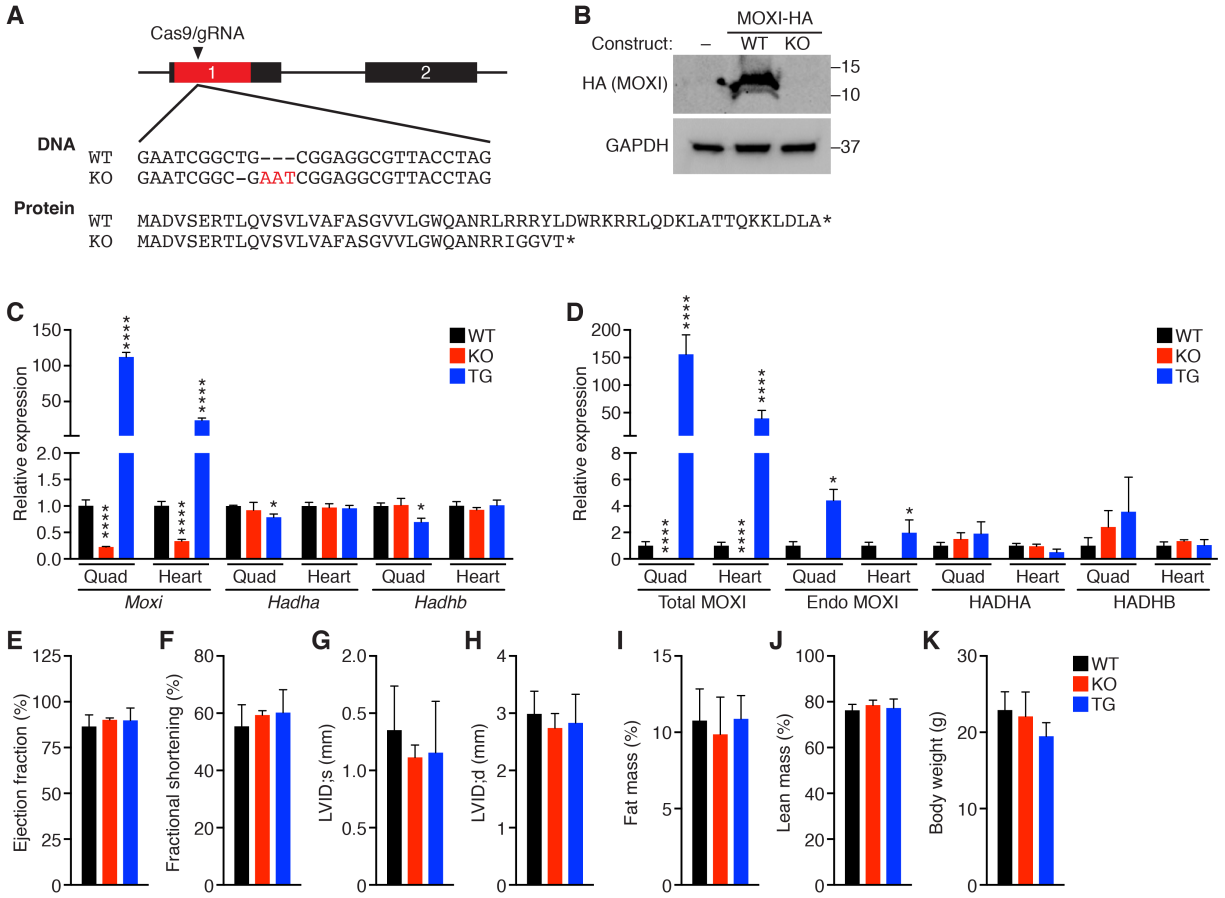 A
Cas9/gRNA
1
2
DNA
WT GAATCGGCTG---CGGAGGCGTTACCTAG
KO GAATCGGC-GAATCGGAGGCGTTACCTAG
Protein
WT MADVSERTLQVSVLVAFASGVVLGWQANRLRRRYLDWRKRRLQDKLATTQKKLDLA*
KO MADVSERTLQVSVLVAFASGVVLGWQANRRIGGVT*
B
MOXI-HA
Construct: – WT KO
HA (MOXI)
–15
–10
GAPDH
–37
C
Relative expression
150
100
50
2.0
1.5
1.0
0.5
0.0
****
****
****
****
*
*
WT
KO
TG
Quad Heart Quad Heart Quad Heart
Moxi Hadha Hadhb
D
Relative expression
200
150
100
50
8
6
4
2
0
****
****
****
****
*
*
WT
KO
TG
Quad Heart Quad Heart Quad Heart Quad Heart
Total MOXI Endo MOXI HADHA HADHB
E
Ejection fraction (%)
125
100
75
50
25
0
F
Fractional shortening (%)
80
60
40
20
0
G
LVID;s (mm)
2.0
0.5
1.0
0.5
0
H
LVID;d (mm)
4
3
2
1
0
I
Fat mass (%)
15
10
5
0
J
Lean mass (%)
100
80
60
40
20
0
K
Body weight (g)
30
20
10
0
WT
KO
TG